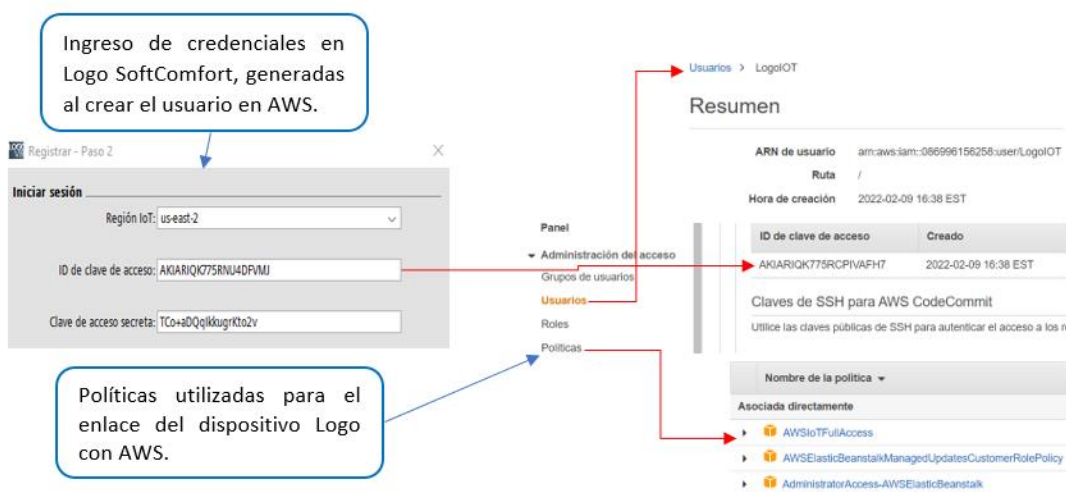 Ingreso de credenciales en
Logo SoftComfort, generadas
al crear el usuario en AWS.
Registrar - Paso 2
Iniciar sesión
Región IoT: us-east-2
ID de clave de acceso: AKIARIQK775RNU4DFVMJ
Clave de acceso secreta: TCo+aDQqIkkugrKto2v
Políticas utilizadas para el
enlace del dispositivo Logo
con AWS.
Panel
Administración del acceso
Grupos de usuarios
Usuarios
Roles
Políticas
Usuarios > LogoIOT
Resumen
ARN de usuario arn:aws:iam::086996156258:user/LogoIOT
Ruta /
Hora de creación 2022-02-09 16:38 EST
ID de clave de acceso Creado
AKIARIQK775RCPIVAFH7 2022-02-09 16:38 EST
Claves de SSH para AWS CodeCommit
Utilice las claves públicas de SSH para autenticar el acceso a los
Nombre de la política
Asociada directamente
AWSIoTFullAccess
AWSElasticBeanstalkManagedUpdatesCustomerRolePolicy
AdministratorAccess-AWSElasticBeanstalk